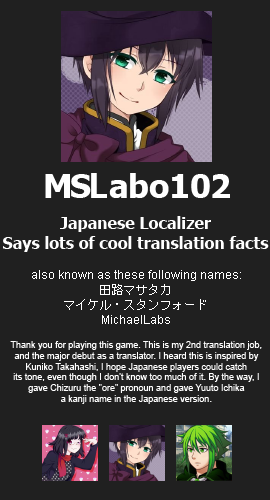 MSLabo102
Japanese Localizer
Says lots of cool translation facts
also known as these following names:
田路マサタカ
マイケル・スタンフォード
MichaelLabs
Thank you for playing this game. This is my 2nd translation job,
and the major debut as a translator. I heard this is inspired by
Kuniko Takahashi, I hope Japanese players could catch
its tone, even though I don't know too much of it. By the way, I
gave Chizuru the "ore" pronoun and gave Yuuto Ichika
a kanji name in the Japanese version.